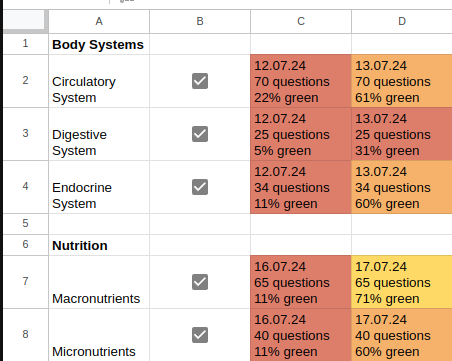 A B C D
1 Body Systems
2 Circulatory System 12.07.24 13.07.24
70 questions 70 questions
22% green 61% green
3 Digestive System 12.07.24 13.07.24
25 questions 25 questions
5% green 31% green
4 Endocrine System 12.07.24 13.07.24
34 questions 34 questions
11% green 60% green
5
6 Nutrition
7 Macronutrients 16.07.24 17.07.24
65 questions 65 questions
11% green 71% green
8 Micronutrients 16.07.24 17.07.24
40 questions 40 questions
11% green 60% green